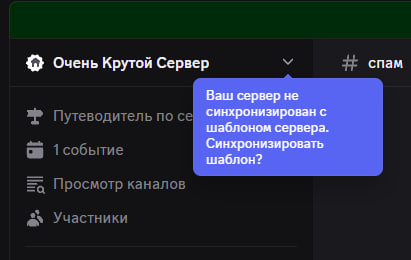 Очень Крутой Сервер
# спам
Ваш сервер не
синхронизирован с
шаблоном сервера.
Синхронизировать
шаблон?
Путеводитель по се
1 событие
Просмотр каналов
Участники